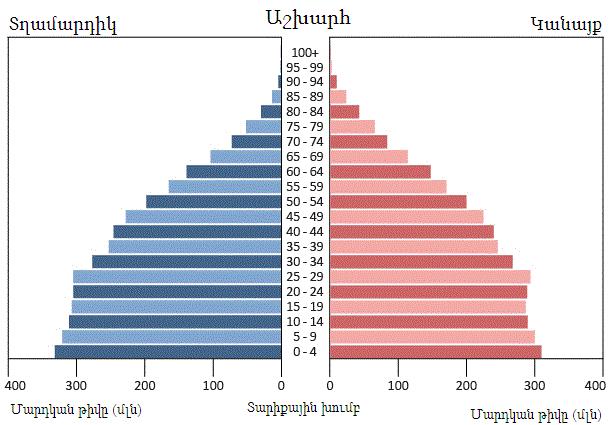 Աշխարհ
Տղամարդիկ
Կանայք
100+
95 - 99
90 - 94
85 - 89
80 - 84
75 - 79
70 - 74
65 - 69
60 - 64
55 - 59
50 - 54
45 - 49
40 - 44
35 - 39
30 - 34
25 - 29
20 - 24
15 - 19
10 - 14
5 - 9
0 - 4
400 300 200 100 0 0 100 200 300 400
Մարդկան թիվը (մլն) Տարիքային խումբ Մարդկան թիվը (մլն)